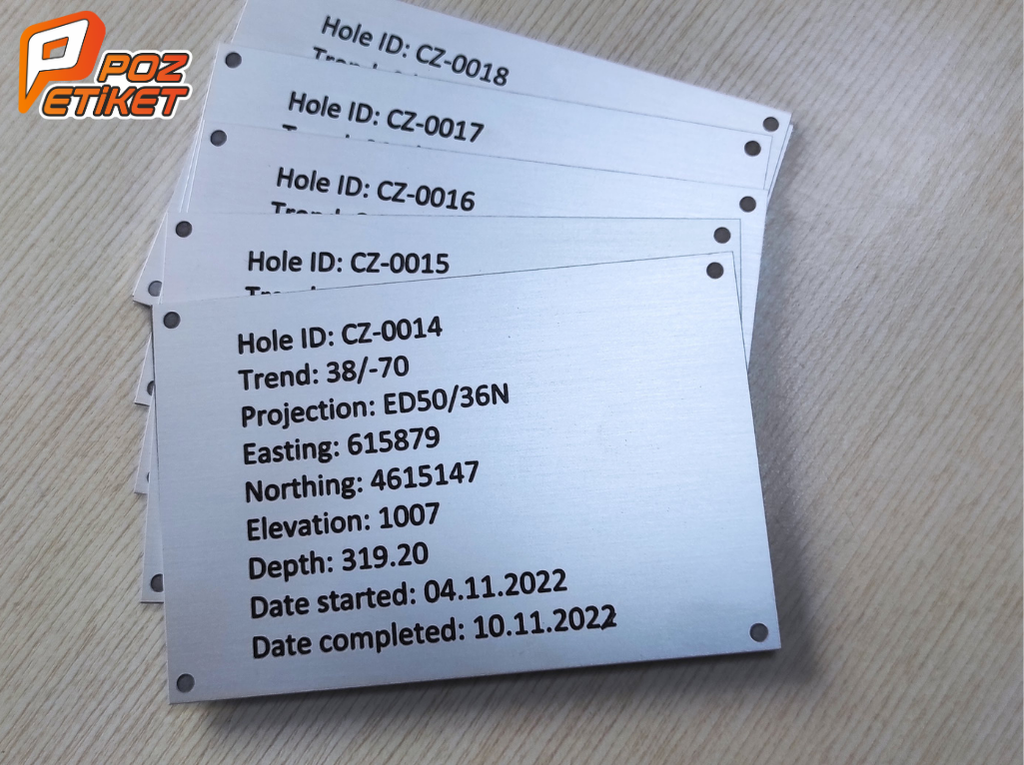 POZ
ETİKET
Hole ID: CZ-0018
Hole ID: CZ-0017
Hole ID: CZ-0016
Hole ID: CZ-0015
Hole ID: CZ-0014
Trend: 38/-70
Projection: ED50/36N
Easting: 615879
Northing: 4615147
Elevation: 1007
Depth: 319.20
Date started: 04.11.2022
Date completed: 10.11.2022